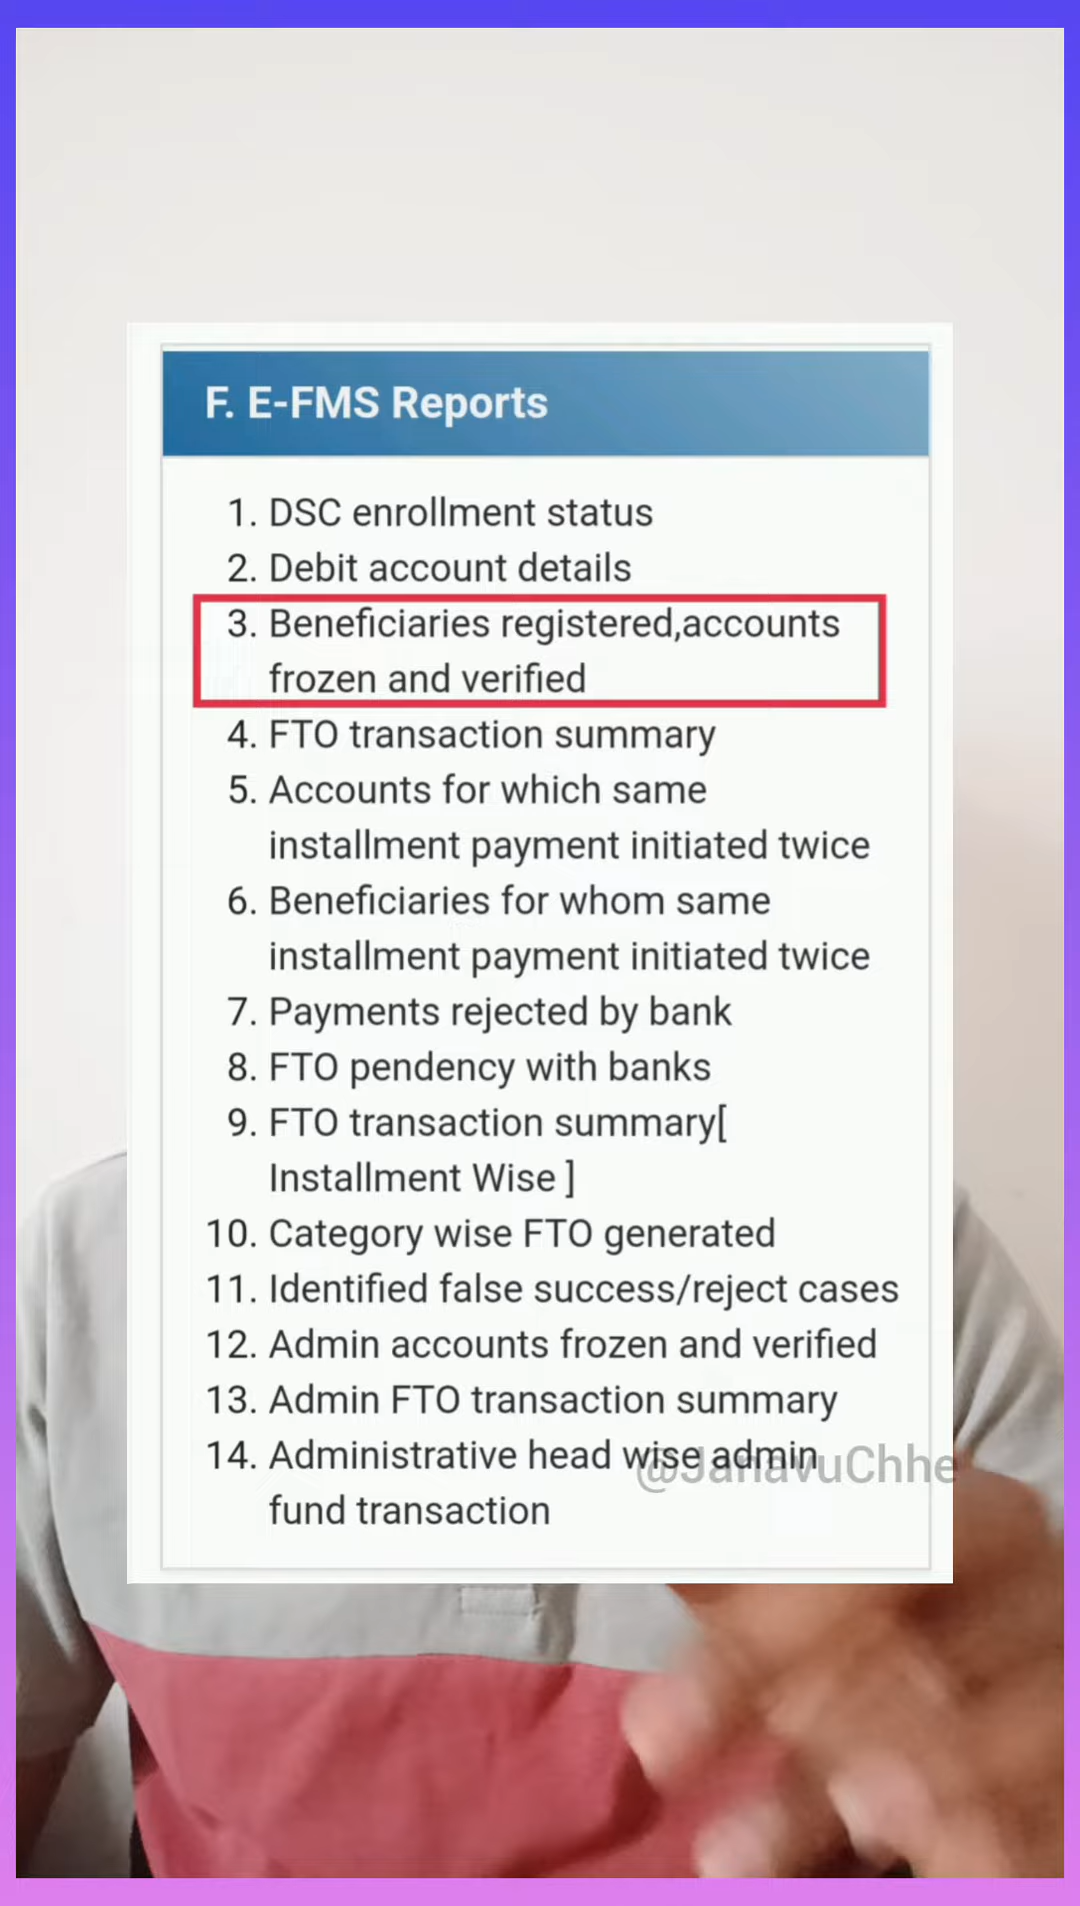 F. E-FMS Reports
1. DSC enrollment status
2. Debit account details
3. Beneficiaries registered,accounts
frozen and verified
4. FTO transaction summary
5. Accounts for which same
installment payment initiated twice
6. Beneficiaries for whom same
installment payment initiated twice
7. Payments rejected by bank
8. FTO pendency with banks
9. FTO transaction summary[
Installment Wise ]
10. Category wise FTO generated
11. Identified false success/reject cases
12. Admin accounts frozen and verified
13. Admin FTO transaction summary
14. Administrative head wise admin
fund transaction
@JanavuChhe